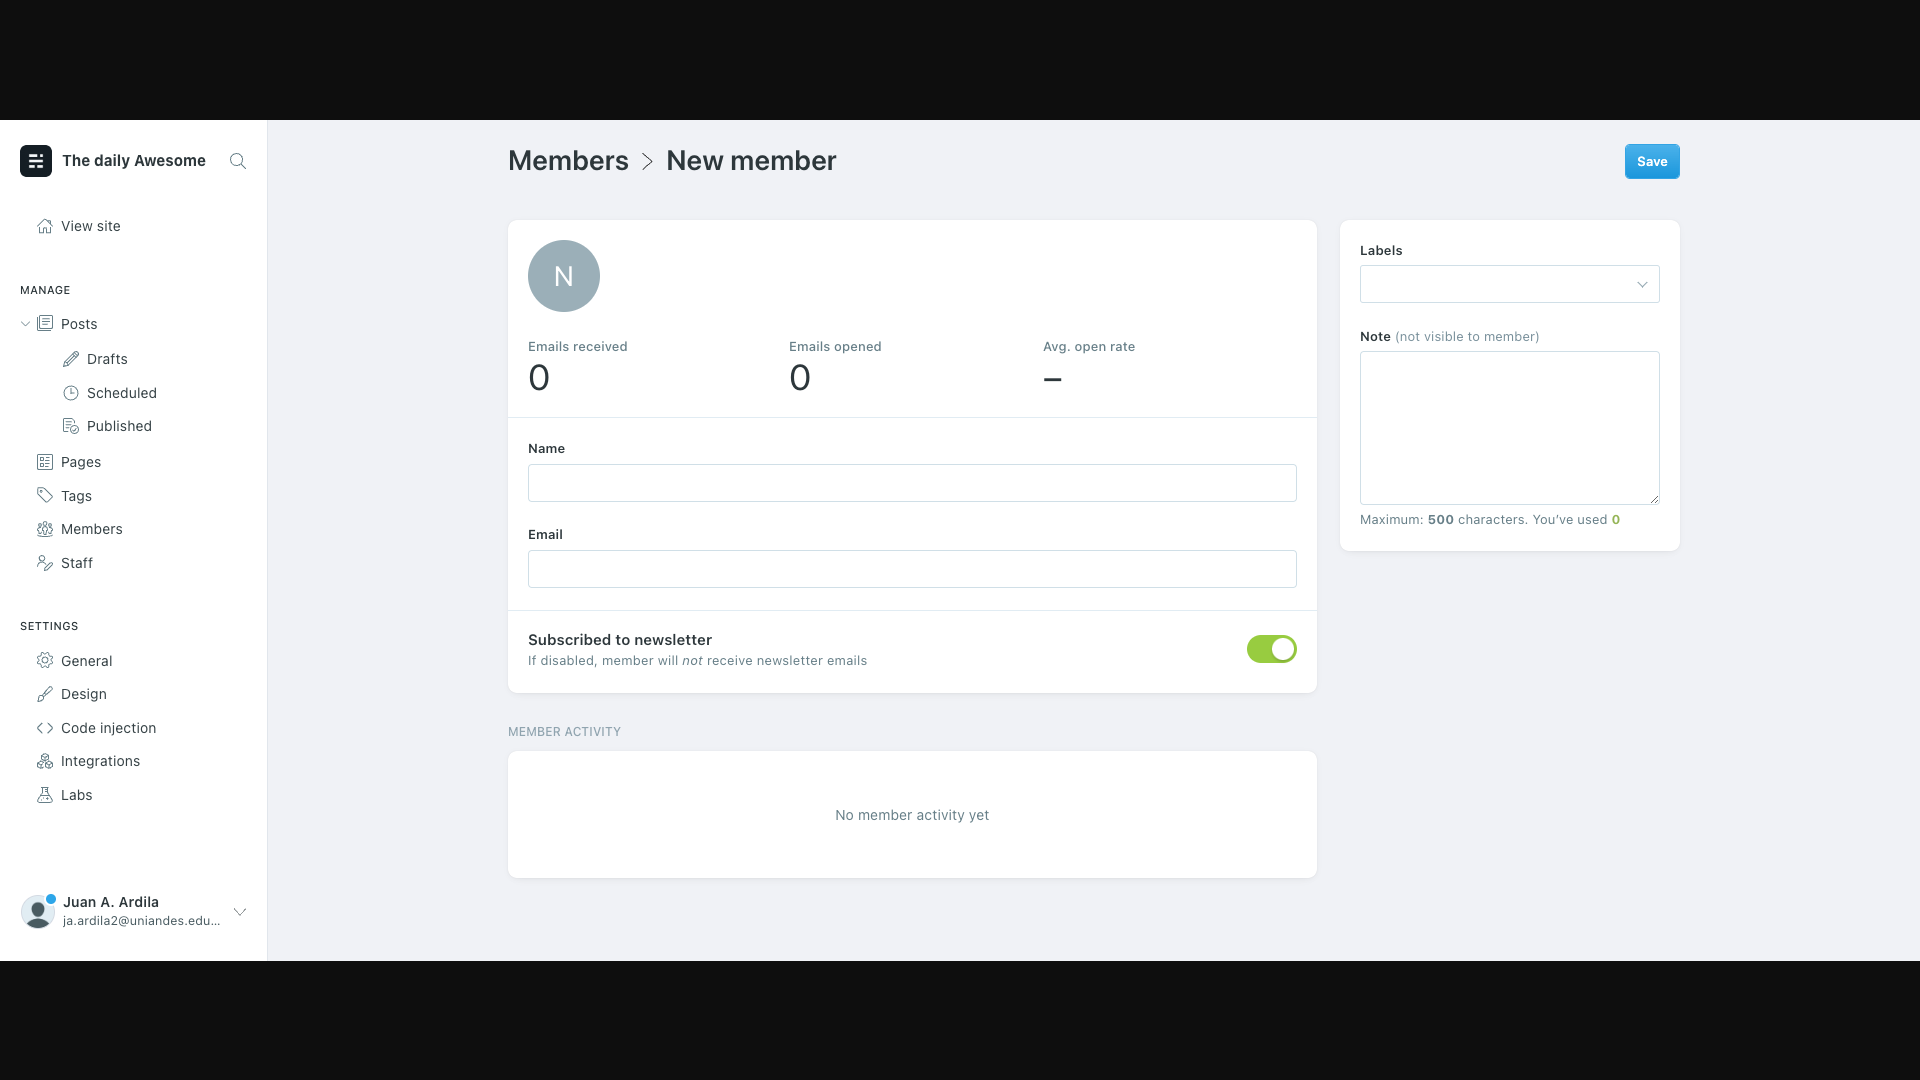 The daily Awesome
View site
MANAGE
Posts
Drafts
Scheduled
Published
Pages
Tags
Members
Staff
SETTINGS
General
Design
Code injection
Integrations
Labs
Juan A. Ardila
ja.ardila2@uniandes.edu...
Members > New member
Save
N
Emails received
0
Emails opened
0
Avg. open rate
–
Name
Email
Subscribed to newsletter
If disabled, member will not receive newsletter emails
MEMBER ACTIVITY
No member activity yet
Labels
Note (not visible to member)
Maximum: 500 characters. You've used 0